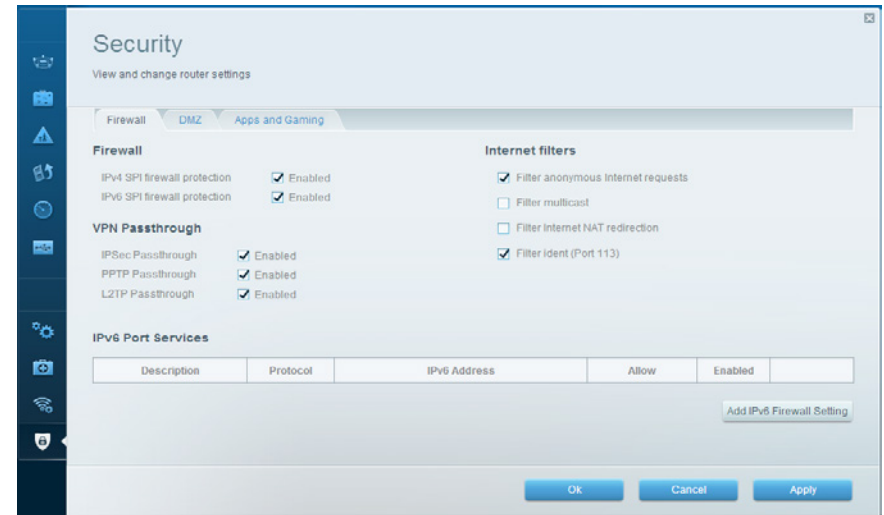 Security
View and change router settings
Firewall
DMZ
Apps and Gaming
Firewall
IPv4 SPI firewall protection Enabled
IPv6 SPI firewall protection Enabled
VPN Passthrough
IPSec Passthrough Enabled
PPTP Passthrough Enabled
L2TP Passthrough Enabled
Internet filters
Filter anonymous Internet requests
Filter multicast
Filter Internet NAT redirection
Filter ident (Port 113)
IPv6 Port Services
Description Protocol IPv6 Address Allow Enabled
Add IPv6 Firewall Setting
Ok Cancel Apply